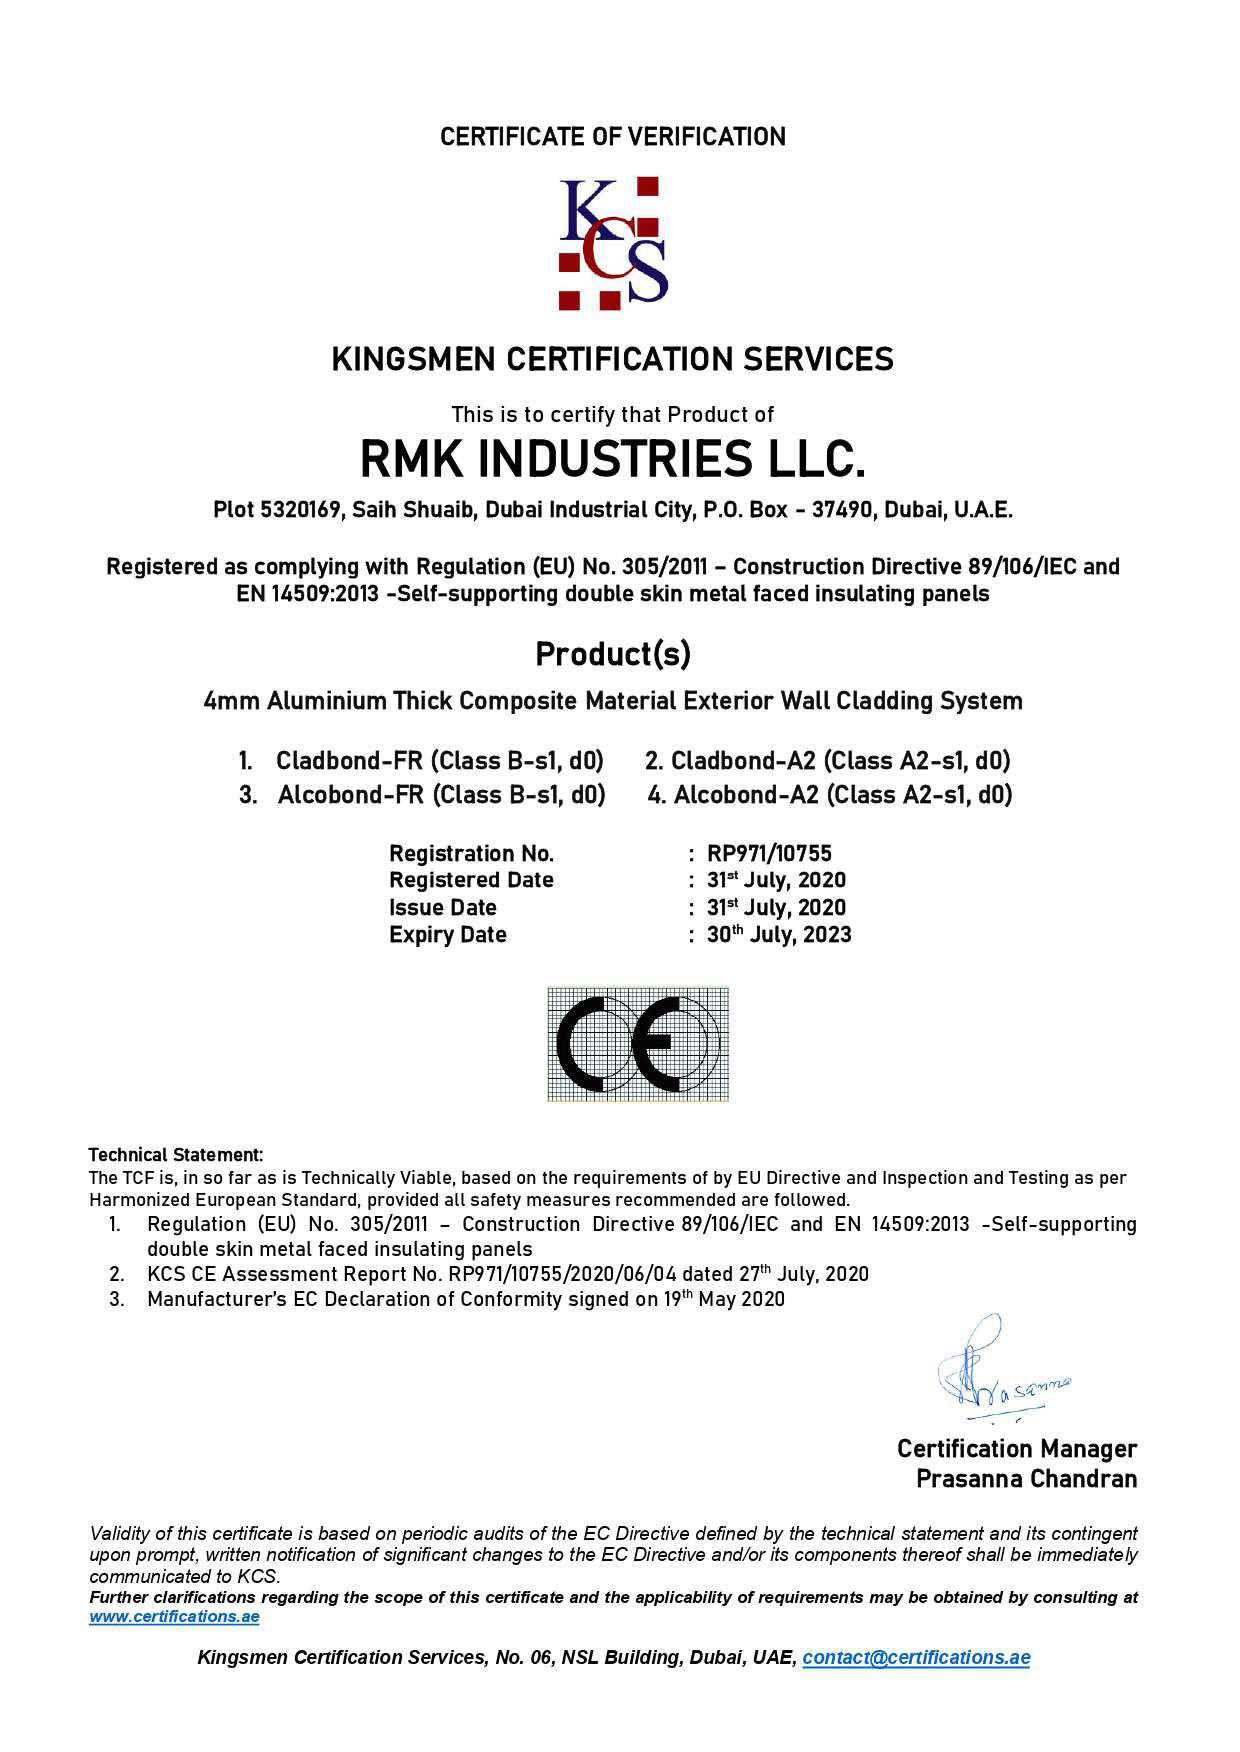 CERTIFICATE OF VERIFICATION
KCS
KINGSMEN CERTIFICATION SERVICES
This is to certify that Product of
RMK INDUSTRIES LLC.
Plot 5320169, Saih Shuaib, Dubai Industrial City, P.O. Box - 37490, Dubai, U.A.E.
Registered as complying with Regulation (EU) No. 305/2011 – Construction Directive 89/106/IEC and
EN 14509:2013 -Self-supporting double skin metal faced insulating panels
Product(s)
4mm Aluminium Thick Composite Material Exterior Wall Cladding System
1. Cladbond-FR (Class B-s1, d0) 2. Cladbond-A2 (Class A2-s1, d0)
3. Alcobond-FR (Class B-s1, d0) 4. Alcobond-A2 (Class A2-s1, d0)
Registration No. : RP971/10755
Registered Date : 31st July, 2020
Issue Date : 31st July, 2020
Expiry Date : 30th July, 2023
CE
Technical Statement:
The TCF is, in so far as is Technically Viable, based on the requirements of by EU Directive and Inspection and Testing as per
Harmonized European Standard, provided all safety measures recommended are followed.
1. Regulation (EU) No. 305/2011 – Construction Directive 89/106/IEC and EN 14509:2013 -Self-supporting
double skin metal faced insulating panels
2. KCS CE Assessment Report No. RP971/10755/2020/06/04 dated 27th July, 2020
3. Manufacturer's EC Declaration of Conformity signed on 19th May 2020
Prasanna
Certification Manager
Prasanna Chandran
Validity of this certificate is based on periodic audits of the EC Directive defined by the technical statement and its contingent
upon prompt, written notification of significant changes to the EC Directive and/or its components thereof shall be immediately
communicated to KCS.
Further clarifications regarding the scope of this certificate and the applicability of requirements may be obtained by consulting at
www.certifications.ae
Kingsmen Certification Services, No. 06, NSL Building, Dubai, UAE, contact@certifications.ae